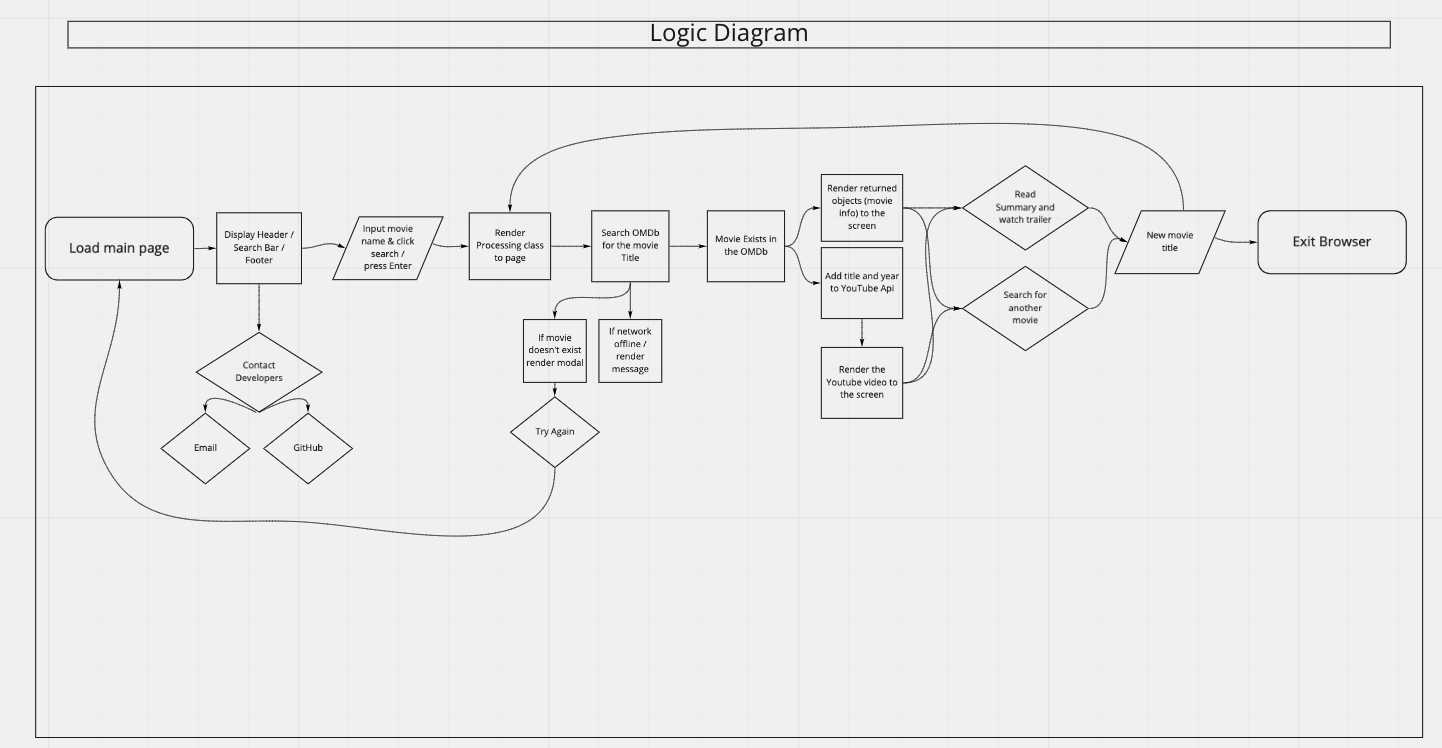 Logic Diagram
Load main page
Display Header /
Search Bar /
Footer
Input movie
name & click
search /
press Enter
Render
Processing class
to page
Search OMDb
for the movie
Title
Movie Exists in
the OMDb
Render returned
objects (movie
info) to the
screen
Add title and year
to YouTube Api
Render the
Youtube video to
the screen
Read
Summary and
watch trailer
Search for
another
movie
New movie
title
Exit Browser
Contact
Developers
Email
GitHub
If movie
doesn't exist
render modal
If network
offline /
render
message
Try Again